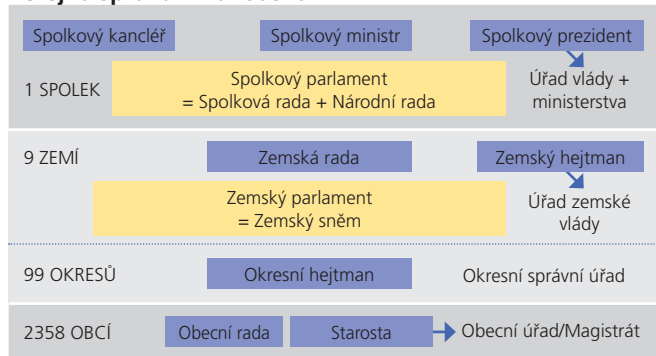 Spolkový kancléř
Spolkový ministr
Spolkový prezident
1 SPOLEK
Spolkový parlament
= Spolková rada + Národní rada
Úřad vlády +
ministerstva
9 ZEMÍ
Zemská rada
Zemský hejtman
Zemský parlament
= Zemský sněm
Úřad zemské
vlády
99 OKRESŮ
Okresní hejtman
Okresní správní úřad
2358 OBCÍ
Obecní rada
Starosta
Obecní úřad/Magistrát